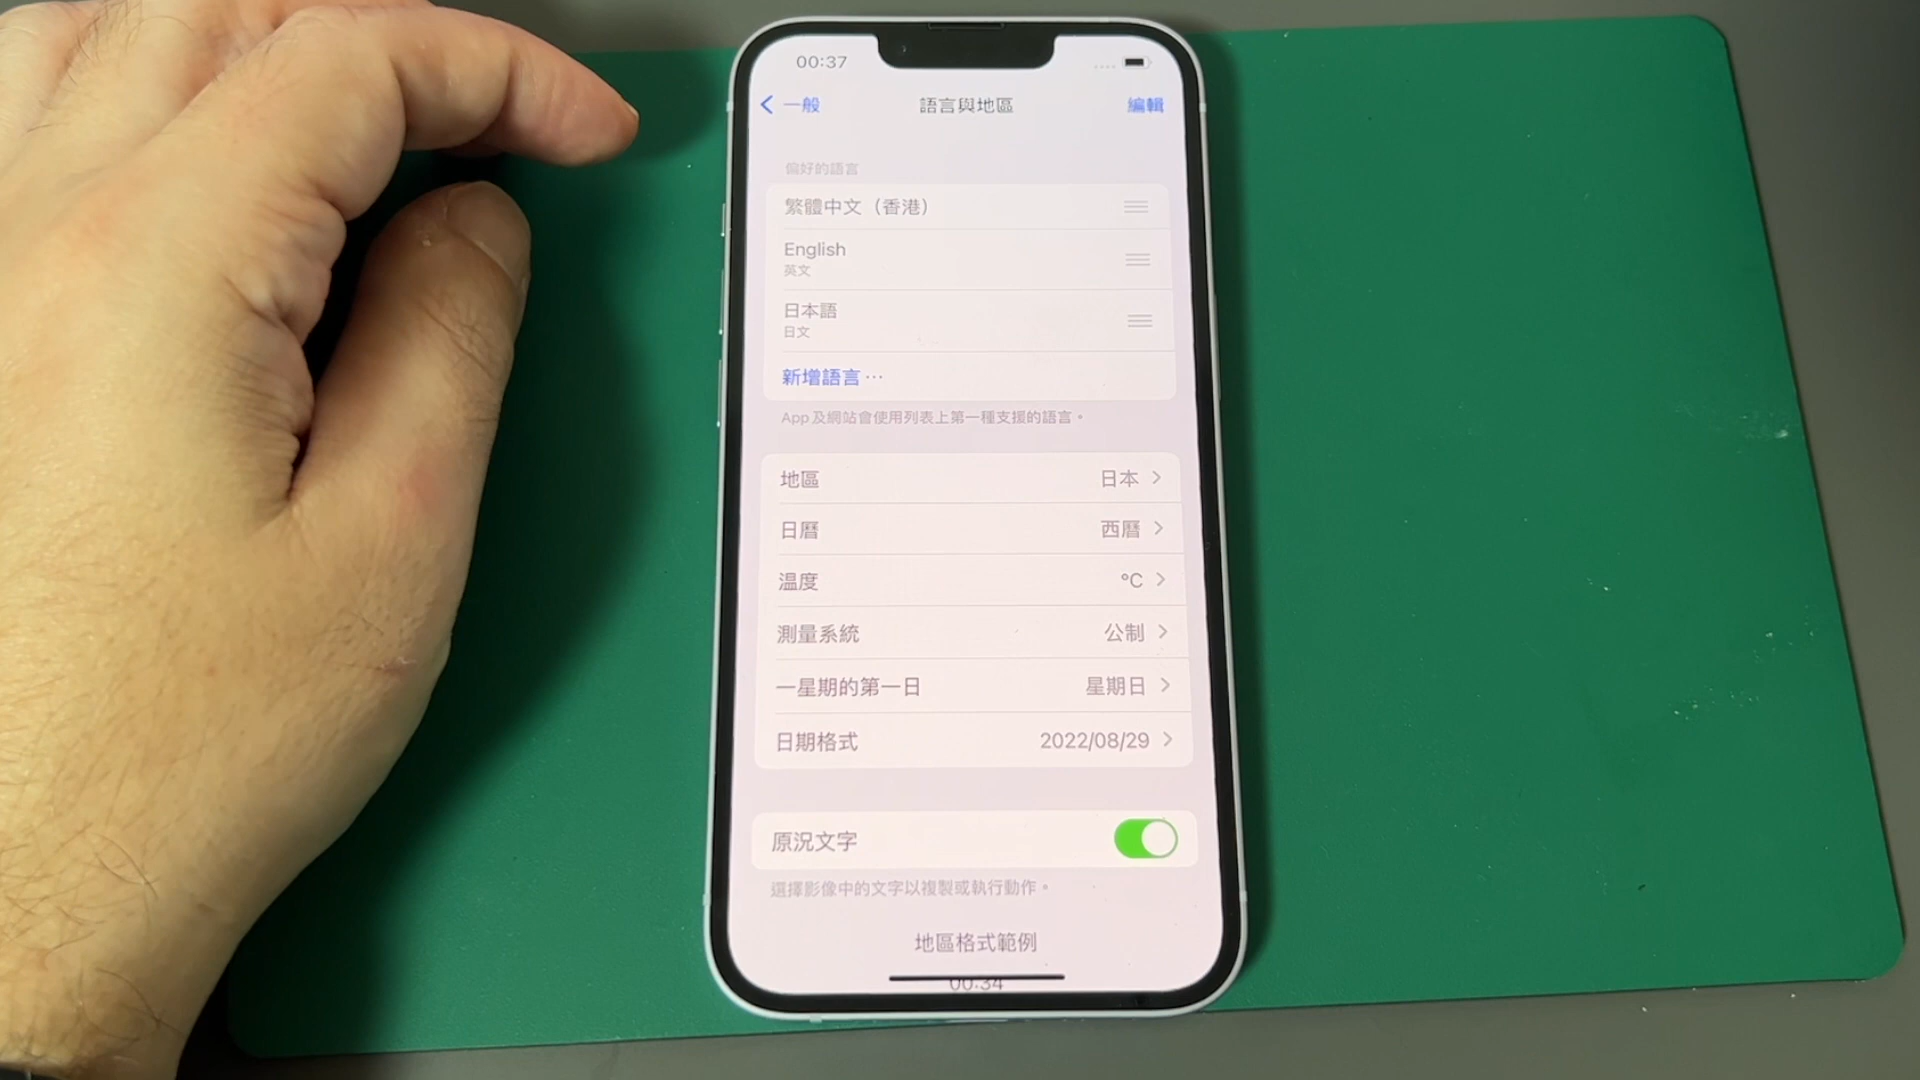 00:37
一般
語言與地區
編輯
偏好的語言
繁體中文（香港）
English
英文
日本語
日文
新增語言…
App及網站會使用列表上第一種支援的語言。
地區 日本
日曆 西曆
溫度 °C
測量系統 公制
一星期的第一日 星期日
日期格式 2022/08/29
原況文字
選擇影像中的文字以複製或執行動作。
地區格式範例
00:34